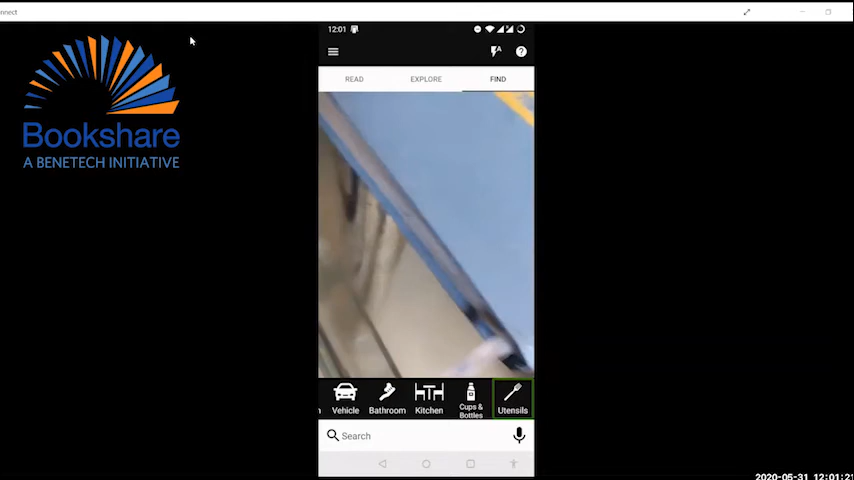 nnect
12:01
READ
EXPLORE
FIND
Bookshare
A BENETECH INITIATIVE
Vehicle
Bathroom
Kitchen
Cups &
Bottles
Utensils
Search
2020-05-31 12:01:21